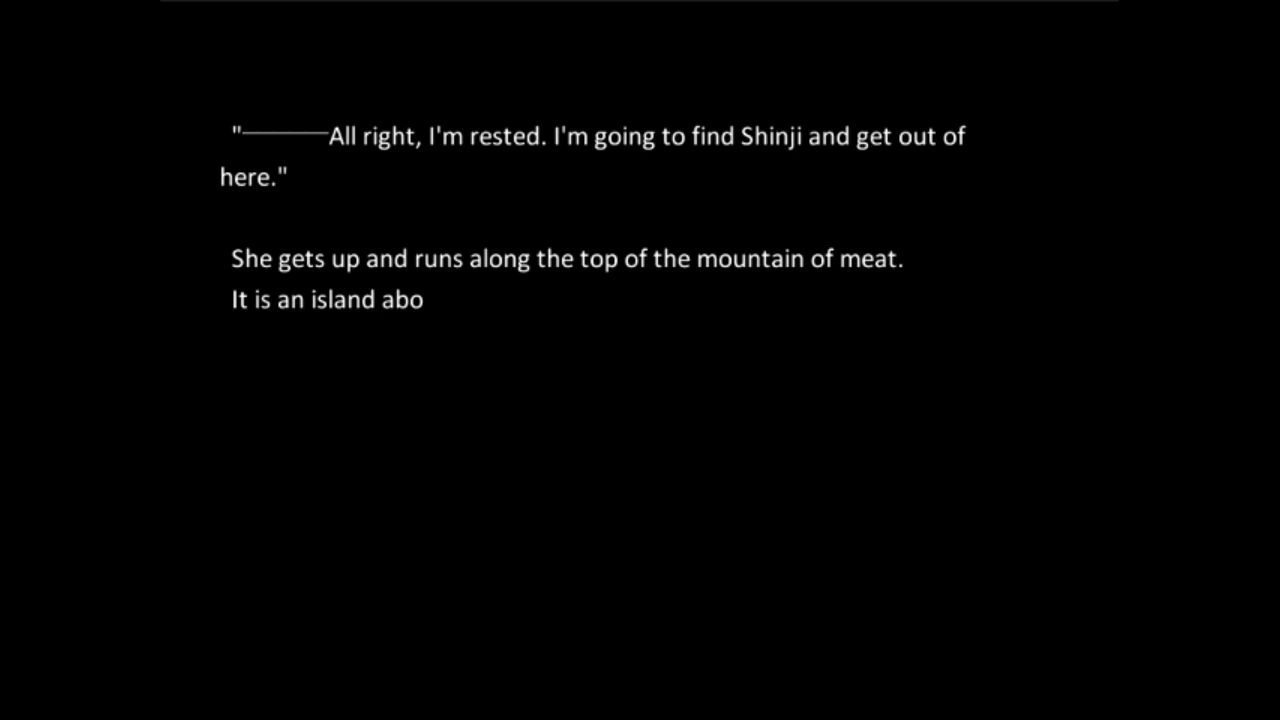 "———All right, I'm rested. I'm going to find Shinji and get out of
here."
She gets up and runs along the top of the mountain of meat.
It is an island abo